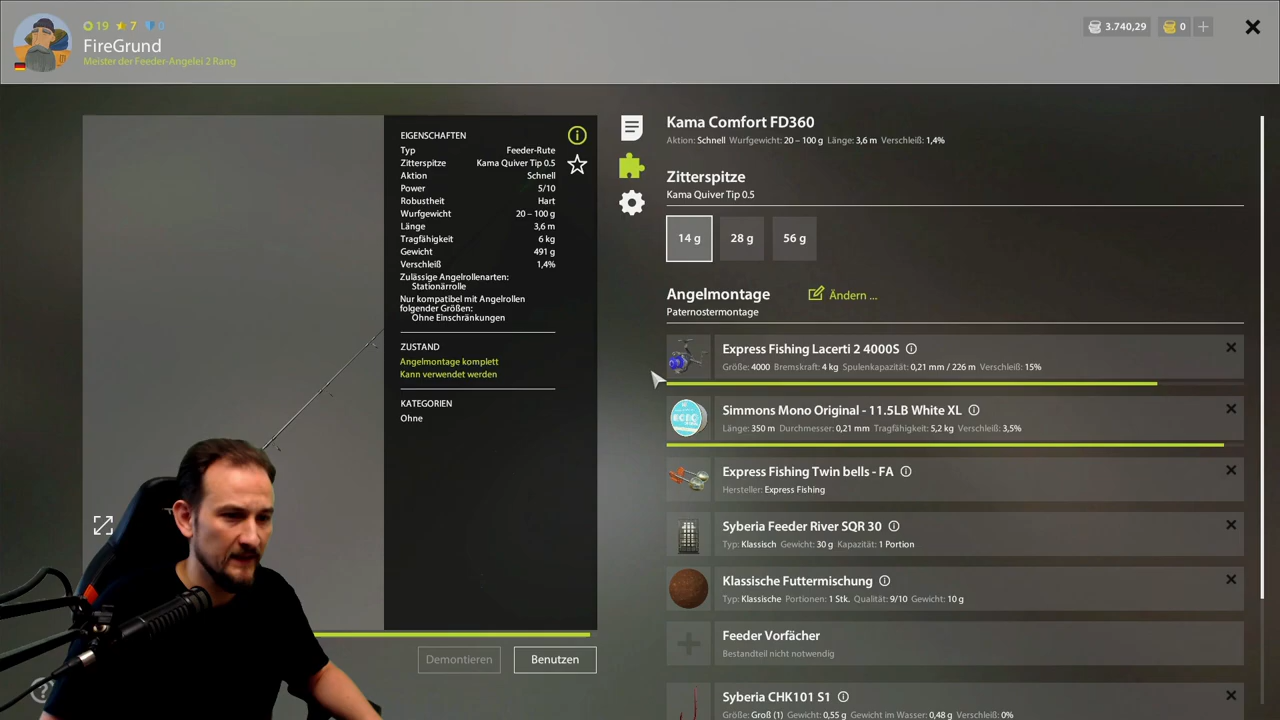 19 7 0
FireGrund
Meister der Feeder-Angelei 2 Rang
3.740,29
0
EIGENSCHAFTEN
Typ Feeder-Rute
Zitterspitze Kama Quiver Tip 0.5
Aktion Schnell
Power 5/10
Robustheit Hart
Wurfgewicht 20 – 100 g
Länge 3,6 m
Tragfähigkeit 6 kg
Gewicht 491 g
Verschleiß 1,4%
Zulässige Angelrollenarten:
Stationärrolle
Nur kompatibel mit Angelrollen
folgender Größen:
Ohne Einschränkungen
ZUSTAND
Angelmontage komplett
Kann verwendet werden
KATEGORIEN
Ohne
Demontieren
Benutzen
Kama Comfort FD360
Aktion: Schnell Wurfgewicht: 20 – 100 g Länge: 3,6 m Verschleiß: 1,4%
Zitterspitze
Kama Quiver Tip 0.5
14 g 28 g 56 g
Angelmontage Ändern ...
Paternostermontage
Express Fishing Lacerti 2 4000S
Größe: 4000 Bremskraft: 4 kg Spulenkapazität: 0,21 mm / 226 m Verschleiß: 15%
Simmons Mono Original - 11.5LB White XL
Länge: 350 m Durchmesser: 0,21 mm Tragfähigkeit: 5,2 kg Verschleiß: 3,5%
Express Fishing Twin bells - FA
Hersteller: Express Fishing
Syberia Feeder River SQR 30
Typ: Klassisch Gewicht: 30 g Kapazität: 1 Portion
Klassische Futtermischung
Typ: Klassische Portionen: 1 Stk. Qualität: 9/10 Gewicht: 10 g
Feeder Vorfächer
Bestandteil nicht notwendig
Syberia CHK101 S1
Größe: Groß (1) Gewicht: 0,55 g Gewicht im Wasser: 0,48 g Verschleiß: 0%